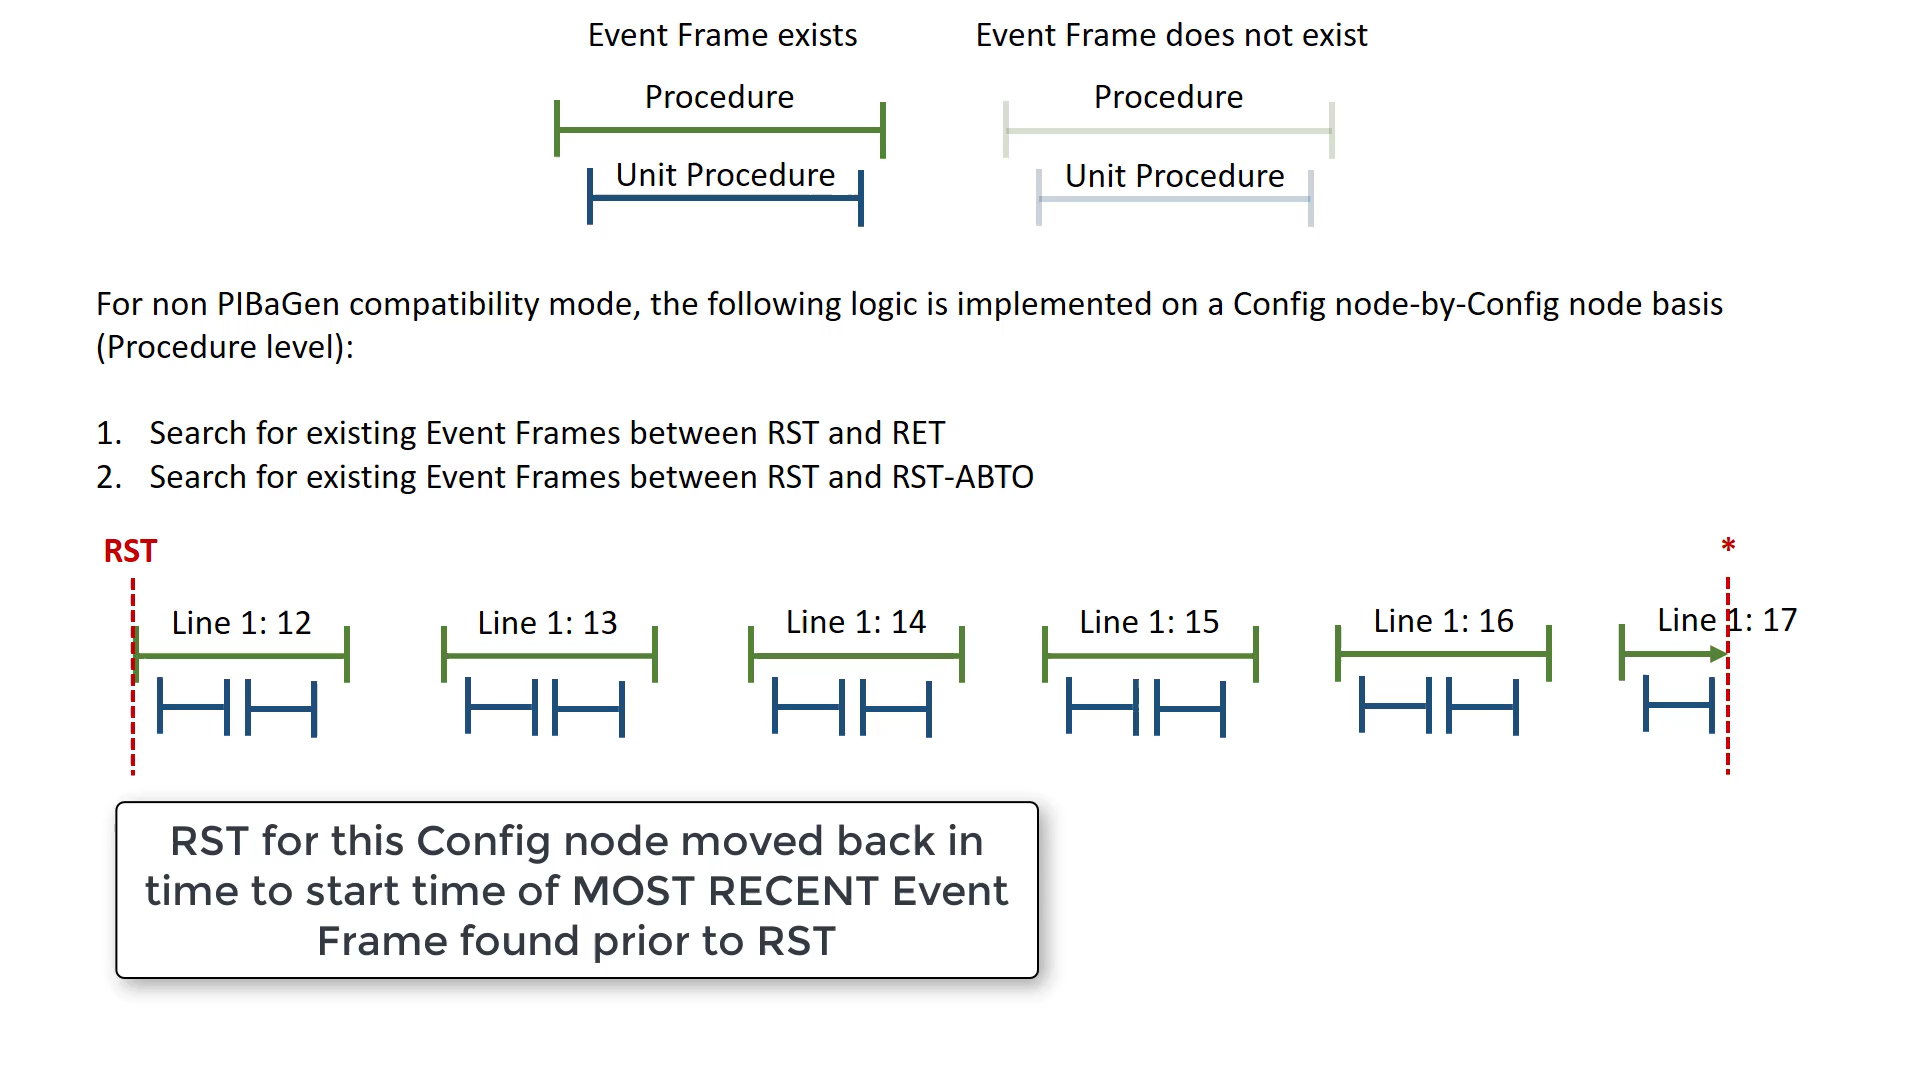 Event Frame exists
Event Frame does not exist
Procedure
Procedure
Unit Procedure
Unit Procedure
For non PIBaGen compatibility mode, the following logic is implemented on a Config node-by-Config node basis
(Procedure level):
1. Search for existing Event Frames between RST and RET
2. Search for existing Event Frames between RST and RST-ABTO
RST
*
Line 1: 12
Line 1: 13
Line 1: 14
Line 1: 15
Line 1: 16
Line 1: 17
RST for this Config node moved back in
time to start time of MOST RECENT Event
Frame found prior to RST